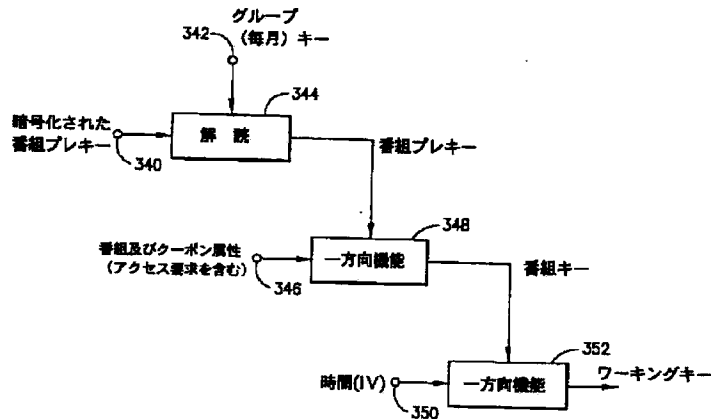 グループ
（毎月）キー
342
344
暗号化された
番組プレキー
解　読
340
番組プレキー
348
番組及びクーポン属性
（アクセス要求を含む）
一方向機能
346
番組キー
352
時間(IV)
一方向機能
ワーキングキー
350